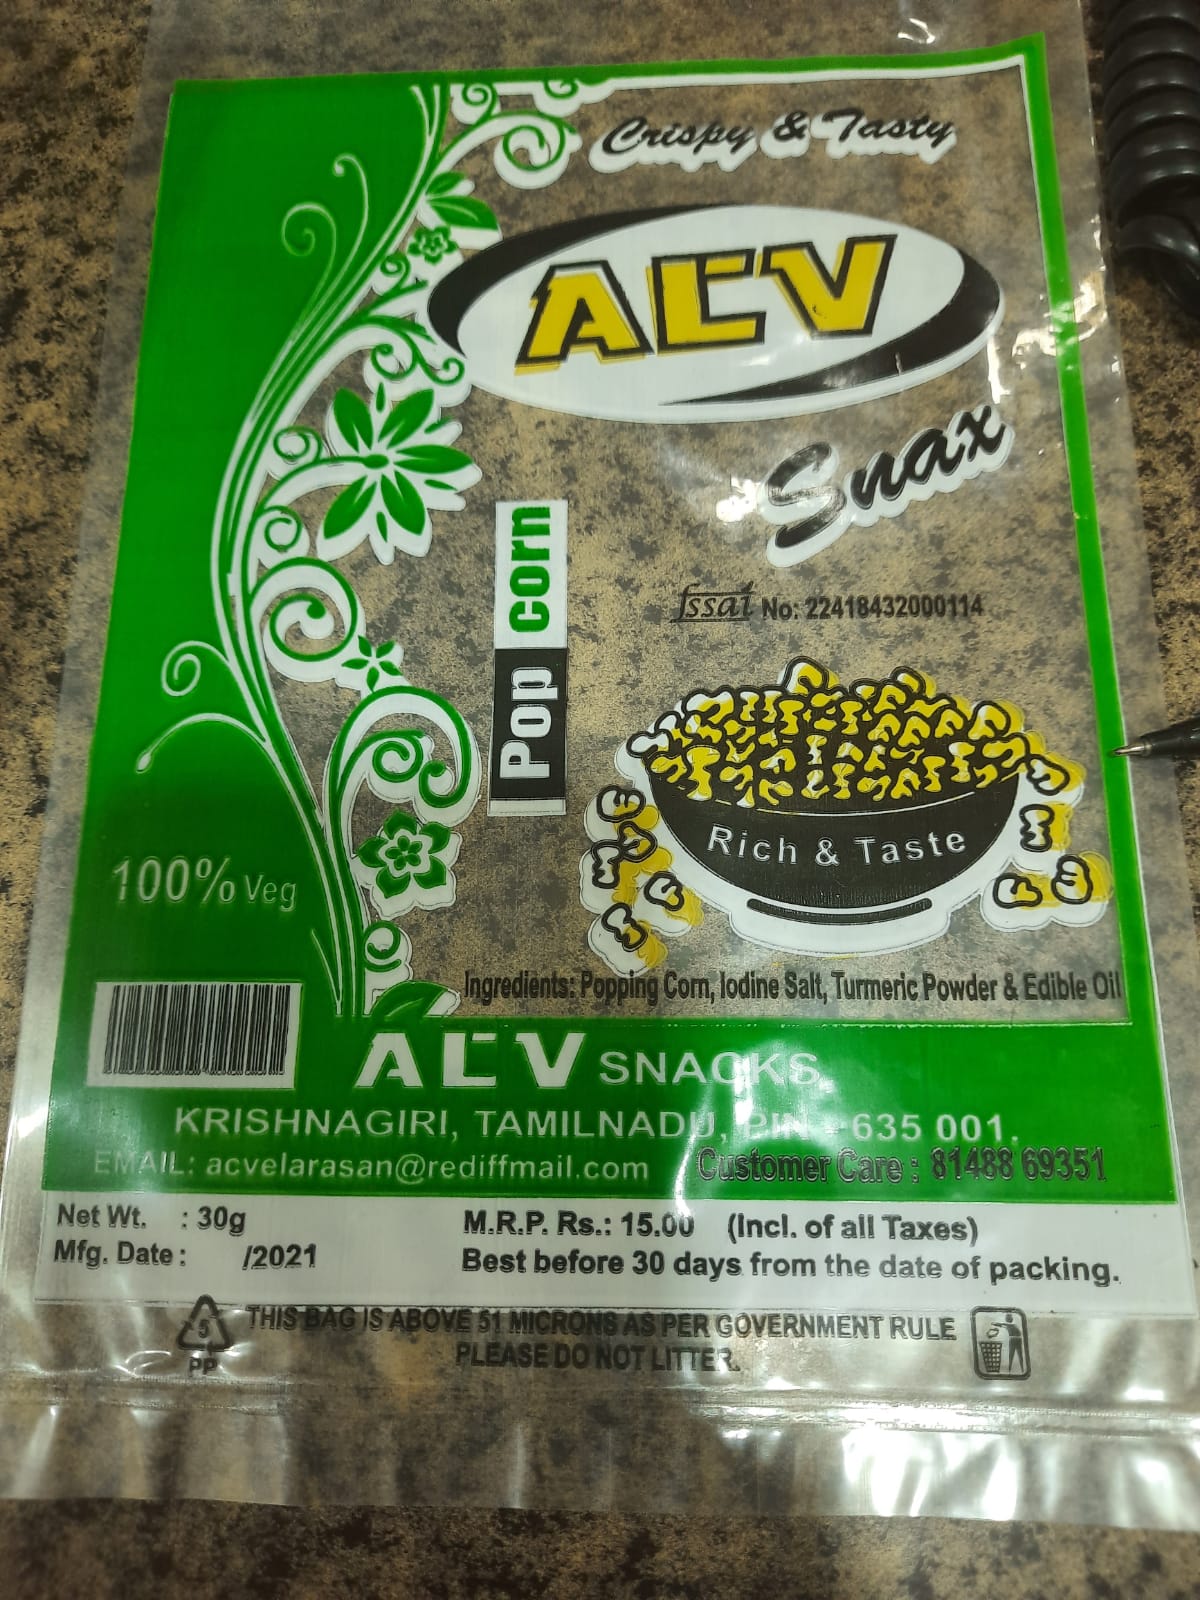 Crispy & Tasty
ACV
Snax
Pop corn
fssai No: 22418432000114
Rich & Taste
100% Veg
Ingredients: Popping Corn, Iodine Salt, Turmeric Powder & Edible Oil
ACV SNACKS
KRISHNAGIRI, TAMILNADU, PIN - 635 001.
EMAIL: acvelarasan@rediffmail.com Customer Care : 81488 69351
Net Wt. : 30g M.R.P. Rs.: 15.00 (Incl. of all Taxes)
Mfg. Date : /2021 Best before 30 days from the date of packing.
5 THIS BAG IS ABOVE 51 MICRONS AS PER GOVERNMENT RULE
PP PLEASE DO NOT LITTER.